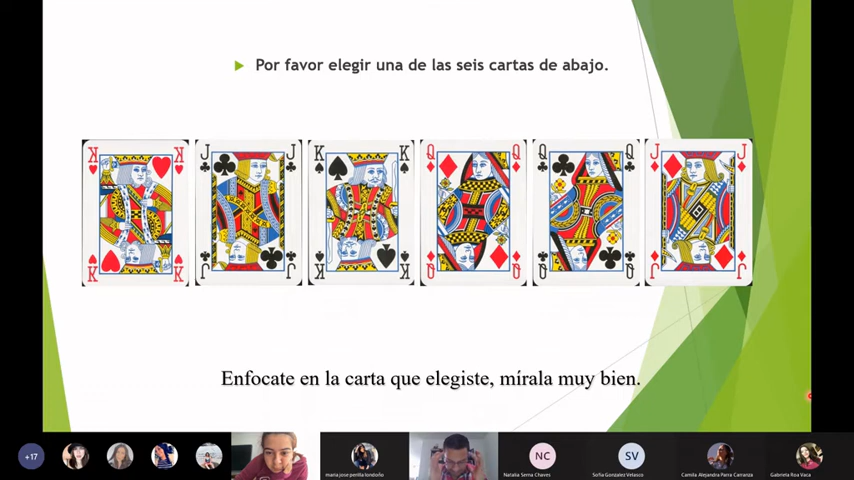 Por favor elegir una de las seis cartas de abajo.
K K J J K K Q Q Q Q J J
K K J J K K Q Q Q Q J J
Enfocate en la carta que elegiste, mírala muy bien.
+17 NC SV
maria jose perilla londoño Natalia Serna Chaves Sofia Gonzalez Velasco Camila Alejandra Parra Carranza Gabriela Roa Vaca